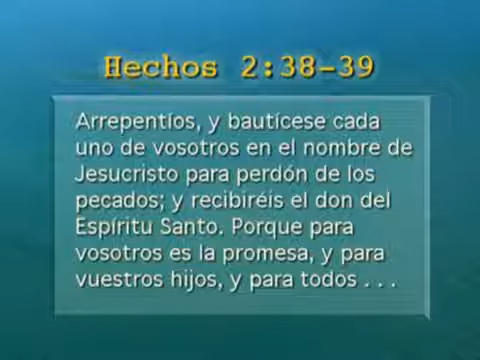 Hechos 2:38-39
Arrepentíos, y bautícese cada
uno de vosotros en el nombre de
Jesucristo para perdón de los
pecados; y recibiréis el don del
Espíritu Santo. Porque para
vosotros es la promesa, y para
vuestros hijos, y para todos . . .